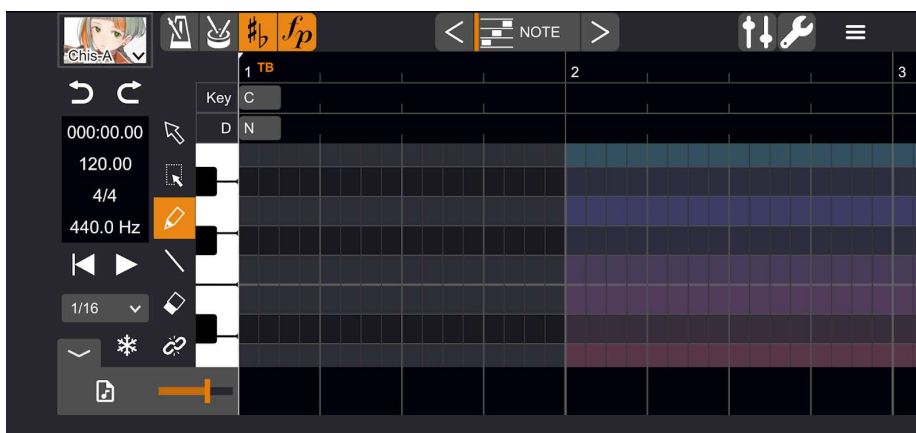 Chis-A
♯♭
fp
< NOTE >
1 TB 2 3
Key C
D N
000:00.00
120.00
4/4
440.0 Hz
1/16